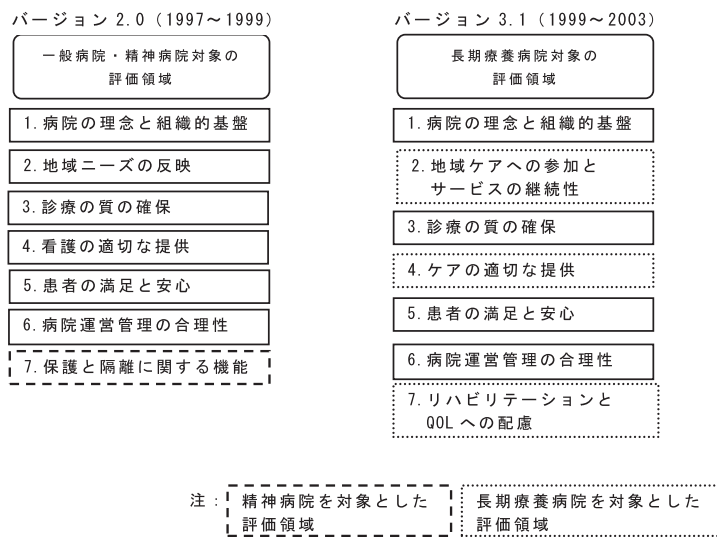 バージョン 2.0（1997～1999）
一般病院・精神病院対象の
評価領域
1.病院の理念と組織的基盤
2.地域ニーズの反映
3.診療の質の確保
4.看護の適切な提供
5.患者の満足と安心
6.病院運営管理の合理性
7.保護と隔離に関する機能
バージョン 3.1（1999～2003）
長期療養病院対象の
評価領域
1.病院の理念と組織的基盤
2.地域ケアへの参加と
サービスの継続性
3.診療の質の確保
4.ケアの適切な提供
5.患者の満足と安心
6.病院運営管理の合理性
7.リハビリテーションと
QOL への配慮
注：
精神病院を対象とした
評価領域
長期療養病院を対象とした
評価領域